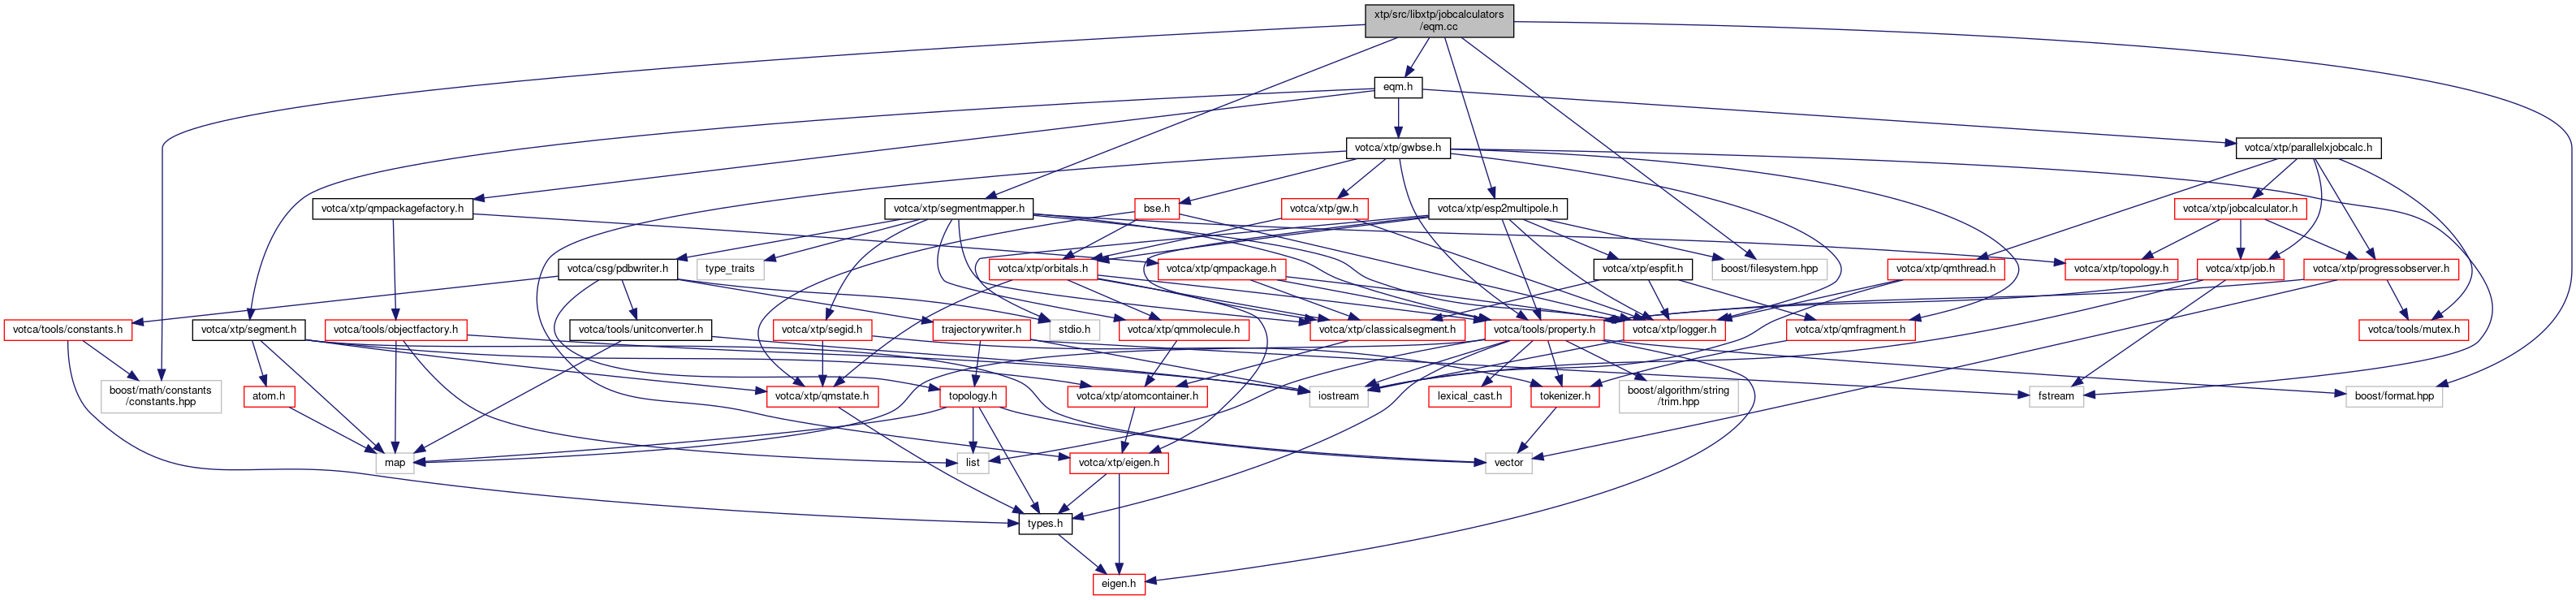 xtp/src/libxtp/jobcalculators
/eqm.cc
eqm.h
votca/xtp/gwbse.h
votca/xtp/parallelxjobcalc.h
votca/xtp/qmpackagefactory.h
votca/xtp/segmentmapper.h
bse.h
votca/xtp/gw.h
votca/xtp/esp2multipole.h
votca/xtp/jobcalculator.h
votca/csg/pdbwriter.h
type_traits
votca/xtp/orbitals.h
votca/xtp/qmpackage.h
votca/xtp/espfit.h
boost/filesystem.hpp
votca/xtp/qmthread.h
votca/xtp/topology.h
votca/xtp/job.h
votca/xtp/progressobserver.h
votca/tools/constants.h
votca/xtp/segment.h
votca/tools/objectfactory.h
votca/tools/unitconverter.h
votca/xtp/segid.h
trajectorywriter.h
stdio.h
votca/xtp/qmmolecule.h
votca/xtp/classicalsegment.h
votca/tools/property.h
votca/xtp/logger.h
votca/xtp/qmfragment.h
votca/tools/mutex.h
boost/math/constants
/constants.hpp
atom.h
votca/xtp/qmstate.h
topology.h
votca/xtp/atomcontainer.h
iostream
lexical_cast.h
tokenizer.h
boost/algorithm/string
/trim.hpp
fstream
boost/format.hpp
map
list
votca/xtp/eigen.h
vector
types.h
eigen.h